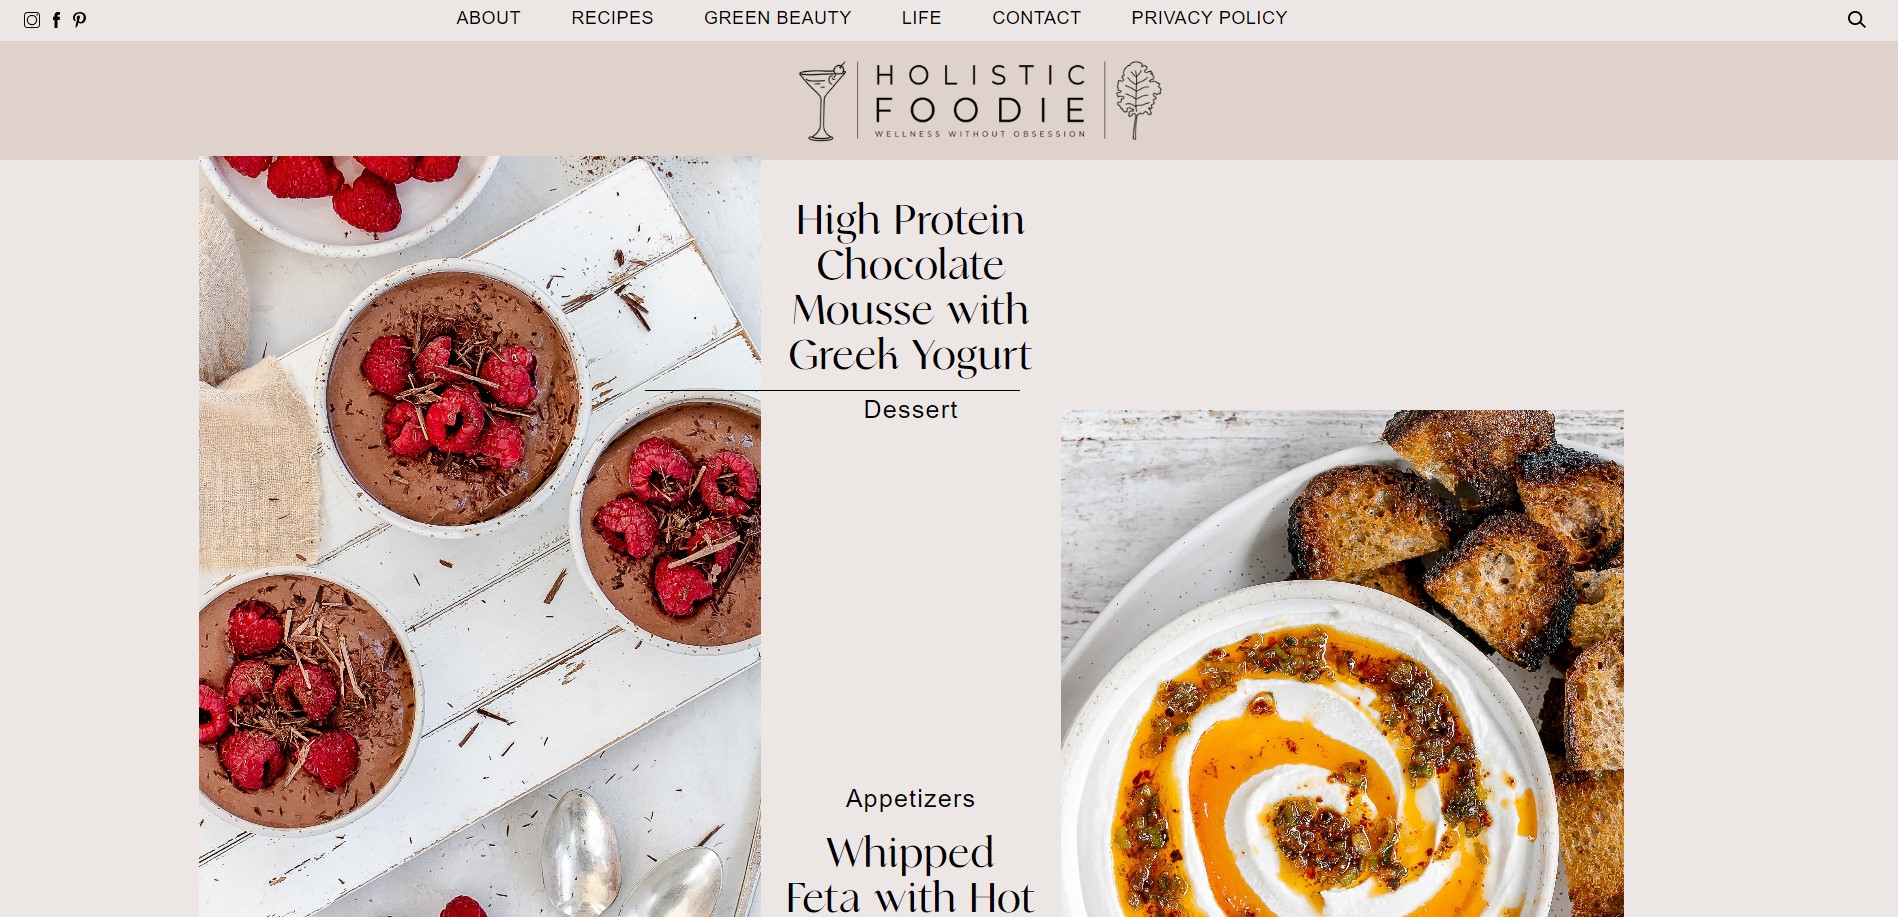 ABOUT
RECIPES
GREEN BEAUTY
LIFE
CONTACT
PRIVACY POLICY
HOLISTIC
FOODIE
WELLNESS WITHOUT OBSESSION
High Protein
Chocolate
Mousse with
Greek Yogurt
Dessert
Appetizers
Whipped
Feta with Hot